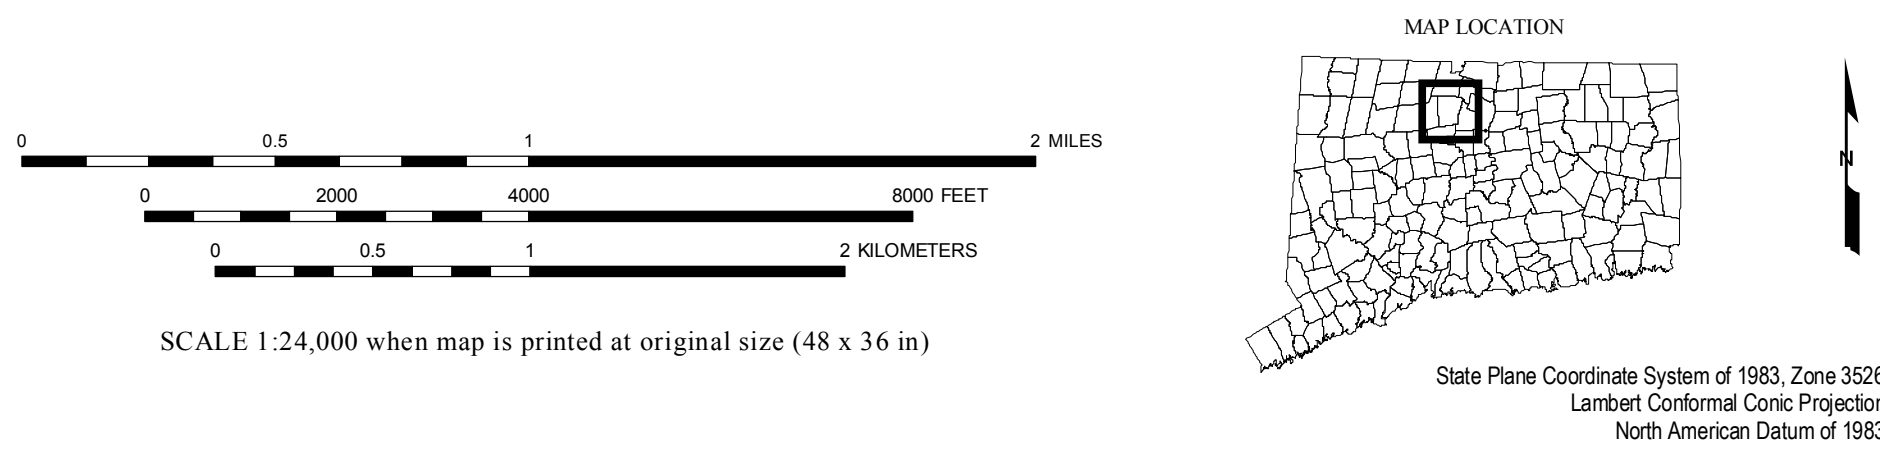 MAP LOCATION
0 0.5 1 2 MILES
0 2000 4000 8000 FEET
0 0.5 1 2 KILOMETERS
SCALE 1:24,000 when map is printed at original size (48 x 36 in)
N
State Plane Coordinate System of 1983, Zone 3526
Lambert Conformal Conic Projection
North American Datum of 1983